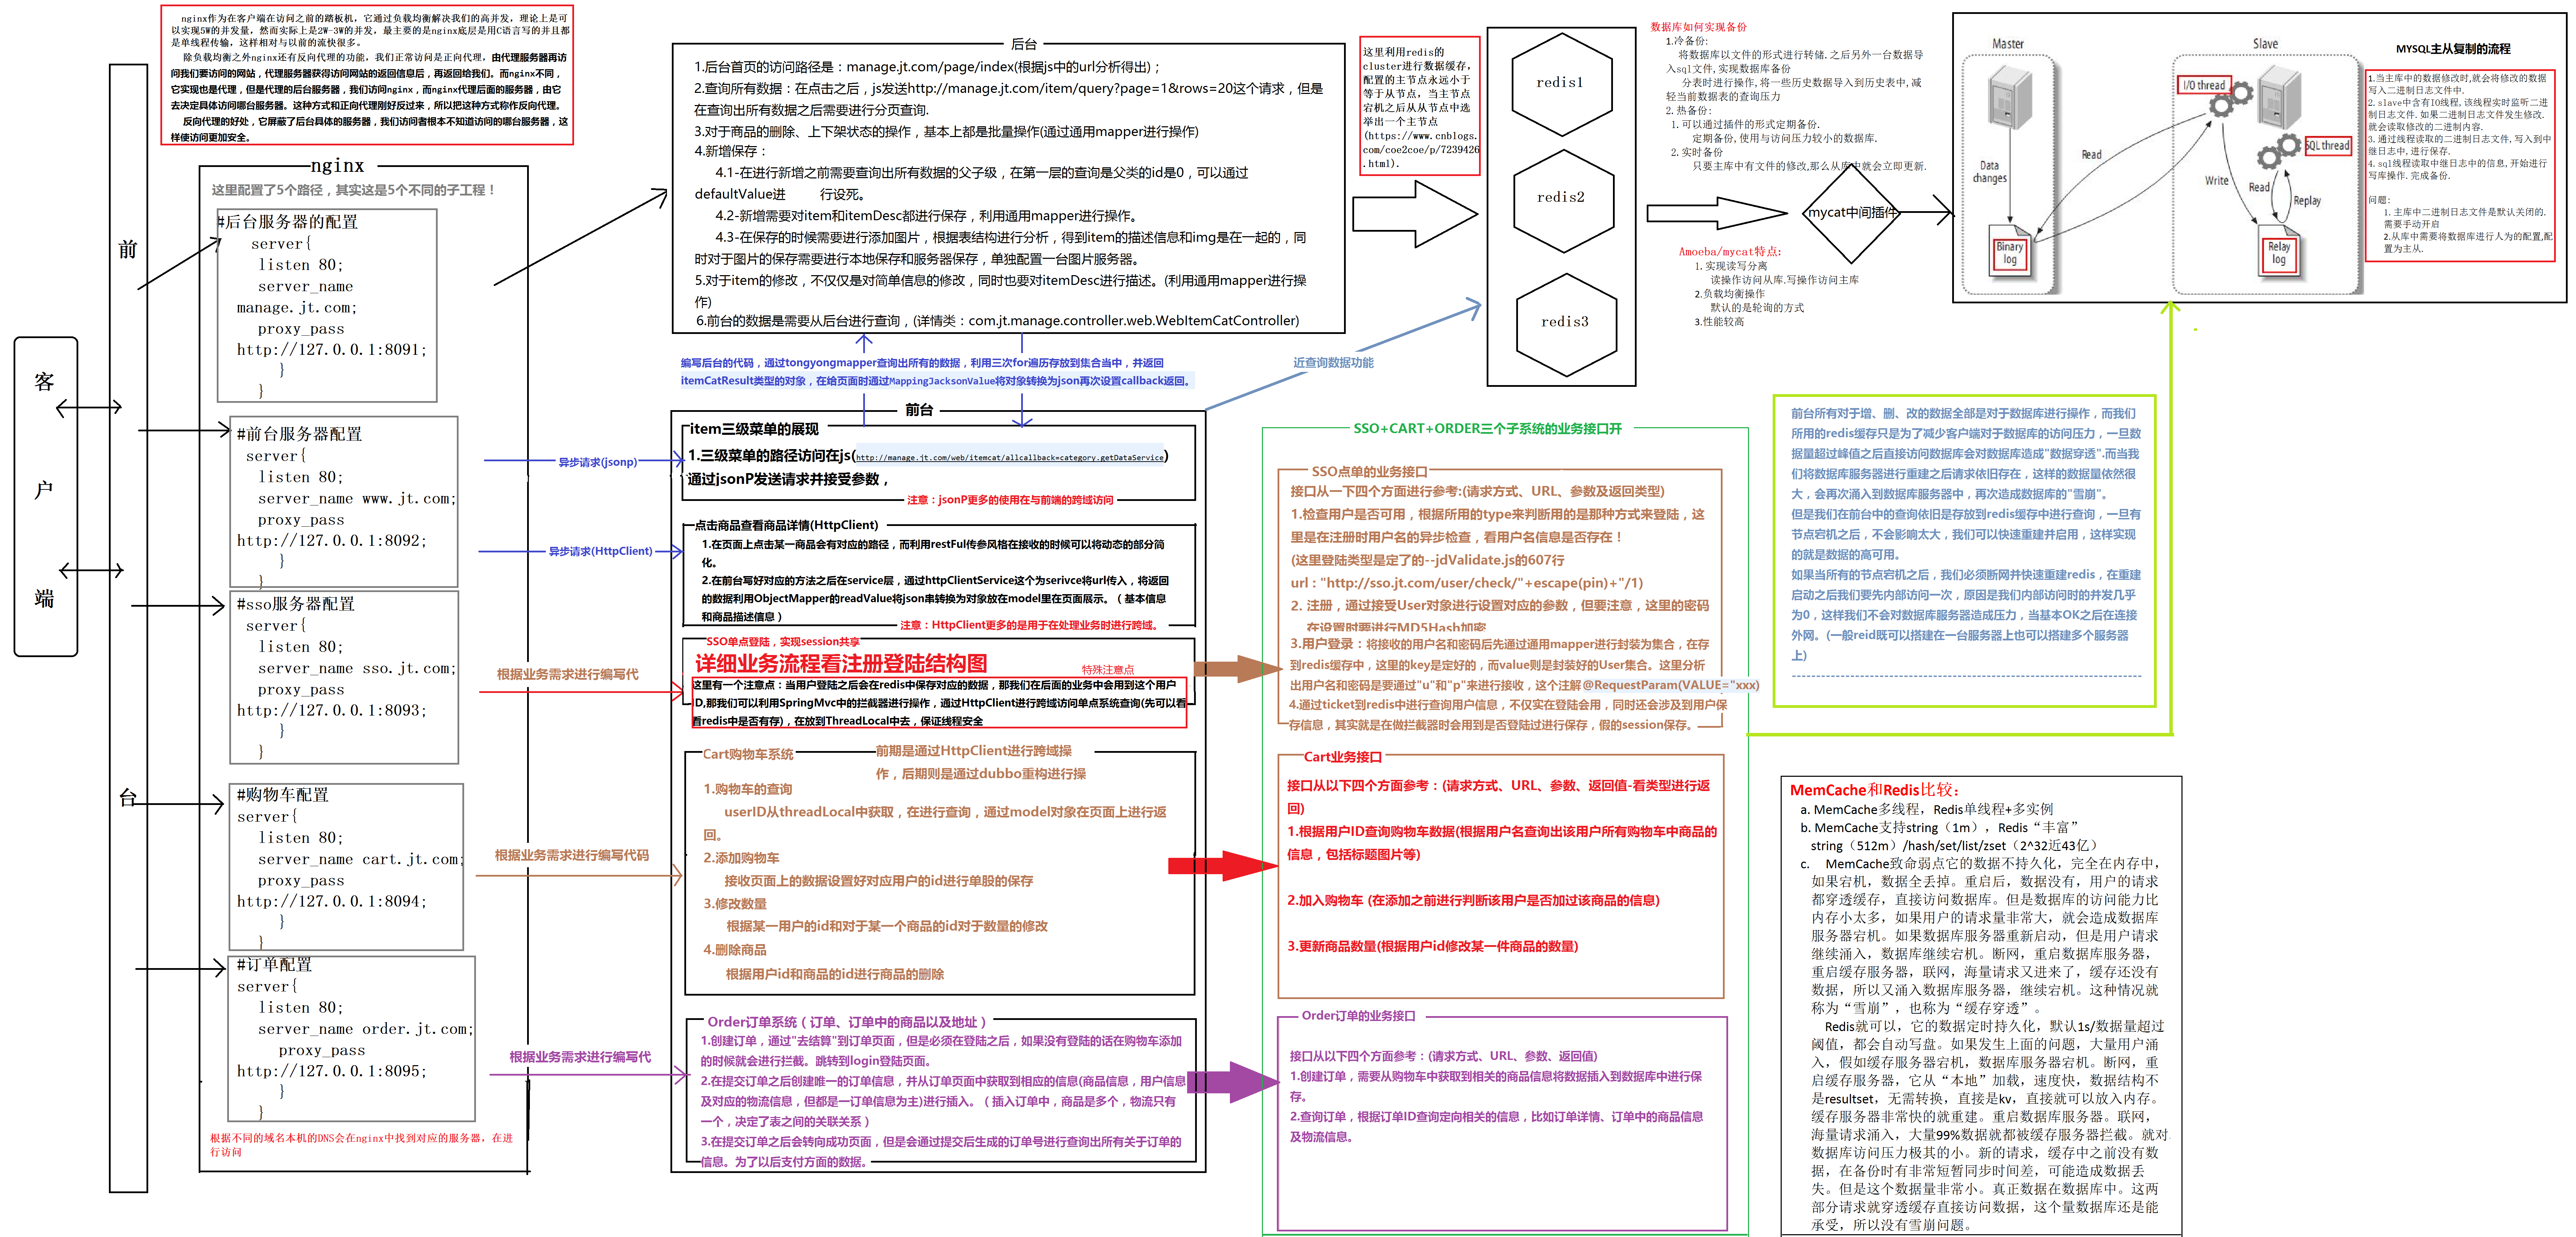 nginx作为在客户端在访问之前的踏板机，它通过负载均衡解决我们的高并发，理论上是可
以实现5W的并发量，然而实际上是2W-3W的并发，最主要的是nginx底层是用C语言写的并且都
是单线程传输，这样相对与以前的流快很多。
除负载均衡之外nginx还有反向代理的功能，我们正常访问是正向代理，由代理服务器再访
问我们要访问的网站，代理服务器获得访问网站的返回信息后，再返回给我们。而nginx不同，
它实现也是代理，但是代理的后台服务器，我们访问nginx，而nginx代理后面的服务器，由它
去决定具体访问哪台服务器。这种方式和正向代理刚好反过来，所以把这种方式称作反向代理。
反向代理的好处，它屏蔽了后台具体的服务器，我们访问者根本不知道访问的哪台服务器，这
样使访问更加安全。
客
户
端
前
台
nginx
这里配置了5个路径，其实这是5个不同的子工程！
#后台服务器的配置
server{
listen 80;
server_name
manage.jt.com;
proxy_pass
http://127.0.0.1:8091;
}
}
#前台服务器配置
server{
listen 80;
server_name www.jt.com;
proxy_pass
http://127.0.0.1:8092;
}
}
#sso服务器配置
server{
listen 80;
server_name sso.jt.com;
proxy_pass
http://127.0.0.1:8093;
}
}
#购物车配置
server{
listen 80;
server_name cart.jt.com;
proxy_pass
http://127.0.0.1:8094;
}
}
#订单配置
server{
listen 80;
server_name order.jt.com;
proxy_pass
http://127.0.0.1:8095;
}
}
根据不同的域名本机的DNS会在nginx中找到对应的服务器，在进
行访问
异步请求(jsonp)
异步请求(HttpClient)
根据业务需求进行编写代
根据业务需求进行编写代码
根据业务需求进行编写代
后台
1.后台首页的访问路径是：manage.jt.com/page/index(根据js中的url分析得出)；
2.查询所有数据：在点击之后，js发送http://manage.jt.com/item/query?page=1&rows=20这个请求，但是
在查询出所有数据之后需要进行分页查询.
3.对于商品的删除、上下架状态的操作，基本上都是批量操作(通过通用mapper进行操作)
4.新增保存：
4.1-在进行新增之前需要查询出所有数据的父子级，在第一层的查询是父类的id是0，可以通过
defaultValue进 行设死。
4.2-新增需要对item和itemDesc都进行保存，利用通用mapper进行操作。
4.3-在保存的时候需要进行添加图片，根据表结构进行分析，得到item的描述信息和img是在一起的，同
时对于图片的保存需要进行本地保存和服务器保存，单独配置一台图片服务器。
5.对于item的修改，不仅仅是对简单信息的修改，同时也要对itemDesc进行描述。(利用通用mapper进行操
作)
6.前台的数据是需要从后台进行查询，(详情类：com.jt.manage.controller.web.WebItemCatController)
编写后台的代码，通过tongyongmapper查询出所有的数据，利用三次for遍历存放到集合当中，并返回
itemCatResult类型的对象，在给页面时通过MappingJacksonValue将对象转换为json再次设置callback返回。
前台
item三级菜单的展现
1.三级菜单的路径访问在js(http://manage.jt.com/web/itemcat/allcallback=category.getDataService)
通过jsonP发送请求并接受参数，
注意：jsonP更多的使用在与前端的跨域访问
点击商品查看商品详情(HttpClient)
1.在页面上点击某一商品会有对应的路径，而利用restFul传参风格在接收的时候可以将动态的部分简
化。
2.在前台写好对应的方法之后在service层，通过httpClientService这个为serivce将url传入，将返回
的数据利用ObjectMapper的readValue将json串转换为对象放在model里在页面展示。（基本信息
和商品描述信息）
注意：HttpClient更多的是用于在处理业务时进行跨域。
SSO单点登陆，实现session共享
详细业务流程看注册登陆结构图
特殊注意点
这里有一个注意点：当用户登陆之后会在redis中保存对应的数据，那我们在后面的业务中会用到这个用户
ID,那我们可以利用SpringMvc中的拦截器进行操作，通过HttpClient进行跨域访问单点系统查询(先可以看
看redis中是否有存)，在放到ThreadLocal中去，保证线程安全
Cart购物车系统
前期是通过HttpClient进行跨域操
作，后期则是通过dubbo重构进行操
1.购物车的查询
userID从threadLocal中获取，在进行查询，通过model对象在页面上进行返
回。
2.添加购物车
接收页面上的数据设置好对应用户的id进行单股的保存
3.修改数量
根据某一用户的id和对于某一个商品的id对于数量的修改
4.删除商品
根据用户id和商品的id进行商品的删除
Order订单系统（订单、订单中的商品以及地址）
1.创建订单，通过"去结算"到订单页面，但是必须在登陆之后，如果没有登陆的话在购物车添加
的时候就会进行拦截。跳转到login登陆页面。
2.在提交订单之后创建唯一的订单信息，并从订单页面中获取到相应的信息(商品信息，用户信息
及对应的物流信息，但都是一订单信息为主)进行插入。（插入订单中，商品是多个，物流只有
一个，决定了表之间的关联关系）
3.在提交订单之后会转向成功页面，但是会通过提交后生成的订单号进行查询出所有关于订单的
信息。为了以后支付方面的数据。
这里利用redis的
cluster进行数据缓存，
配置的主节点永远小于
等于从节点，当主节点
宕机之后从从节点中选
举出一个主节点
(https://www.cnblogs.
com/coe2coe/p/7239426
.html).
redis1
redis2
redis3
近查询数据功能
数据库如何实现备份
1.冷备份:
将数据库以文件的形式进行转储.之后另外一台数据导
入sql文件,实现数据库备份
分表时进行操作,将一些历史数据导入到历史表中,减
轻当前数据表的查询压力
2.热备份:
1.可以通过插件的形式定期备份.
定期备份,使用与访问压力较小的数据库.
2.实时备份
只要主库中有文件的修改,那么从库中就会立即更新.
mycat中间插件
Amoeba/mycat特点:
1.实现读写分离
读操作访问从库.写操作访问主库
2.负载均衡操作
默认的是轮询的方式
3.性能较高
Master
Slave
MYSQL主从复制的流程
I/O thread
SQL thread
Data
changes
Read
Write
Read
Replay
Binary
log
Relay
log
1.当主库中的数据修改时,就会将修改的数据
写入二进制日志文件中.
2.slave中含有IO线程,该线程实时监听二进
制日志文件.如果二进制日志文件发生修改.
就会读取修改的二进制内容.
3.通过线程读取的二进制日志文件,写入到中
继日志中,进行保存.
4.sql线程读取中继日志中的信息,开始进行
写库操作.完成备份.
问题:
1.主库中二进制日志文件是默认关闭的.
需要手动开启
2.从库中需要将数据库进行人为的配置,配
置为主从.
SSO+CART+ORDER三个子系统的业务接口开
SSO点单的业务接口
接口从一下四个方面进行参考:(请求方式、URL、参数及返回类型)
1.检查用户是否可用，根据所用的type来判断用的是那种方式来登陆，这
里是在注册时用户名的异步检查，看用户名信息是否存在！
(这里登陆类型是定了的--jdValidate.js的607行
url："http://sso.jt.com/user/check/"+escape(pin)+"/1)
2. 注册，通过接受User对象进行设置对应的参数，但要注意，这里的密码
在设置时要进行MD5Hash加密
3.用户登录：将接收的用户名和密码后先通过通用mapper进行封装为集合，在存
到redis缓存中，这里的key是定好的，而value则是封装好的User集合。这里分析
出用户名和密码是要通过"u"和"p"来进行接收，这个注解@RequestParam(VALUE="xxx)
4.通过ticket到redis中进行查询用户信息，不仅实在登陆会用，同时还会涉及到用户保
存信息，其实就是在做拦截器时会用到是否登陆过进行保存，假的session保存。
Cart业务接口
接口从以下四个方面参考：(请求方式、URL、参数、返回值-看类型进行返
回)
1.根据用户ID查询购物车数据(根据用户名查询出该用户所有购物车中商品的
信息，包括标题图片等)
2.加入购物车 (在添加之前进行判断该用户是否加过该商品的信息)
3.更新商品数量(根据用户id修改某一件商品的数量)
Order订单的业务接口
接口从以下四个方面参考：(请求方式、URL、参数、返回值)
1.创建订单，需要从购物车中获取到相关的商品信息将数据插入到数据库中进行保
存。
2.查询订单，根据订单ID查询定向相关的信息，比如订单详情、订单中的商品信息
及物流信息。
前台所有对于增、删、改的数据全部是对于数据库进行操作，而我们
所用的redis缓存只是为了减少客户端对于数据库的访问压力，一旦数
据量超过峰值之后直接访问数据库会对数据库造成"数据穿透".而当我
们将数据库服务器进行重建之后请求依旧存在，这样的数据量依然很
大，会再次涌入到数据库服务器中，再次造成数据库的"雪崩"。
但是我们在前台中的查询依旧是存放到redis缓存中进行查询，一旦有
节点宕机之后，不会影响太大，我们可以快速重建并启用，这样实现
的就是数据的高可用。
如果当所有的节点宕机之后，我们必须断网并快速重建redis，在重建
启动之后我们要先内部访问一次，原因是我们内部访问时的并发几乎
为0，这样我们不会对数据库服务器造成压力，当基本OK之后在连接
外网。(一般reid既可以搭建在一台服务器上也可以搭建多个服务器
上)
MemCache和Redis比较：
a. MemCache多线程，Redis单线程+多实例
b. MemCache支持string（1m），Redis“丰富”
string（512m）/hash/set/list/zset（2^32近43亿）
c. MemCache致命弱点它的数据不持久化，完全在内存中，
如果宕机，数据全丢掉。重启后，数据没有，用户的请求
都穿透缓存，直接访问数据库。但是数据库的访问能力比
内存小太多，如果用户的请求量非常大，就会造成数据库
服务器宕机。如果数据库服务器重新启动，但是用户请求
继续涌入，数据库继续宕机。断网，重启数据库服务器，
重启缓存服务器，联网，海量请求又进来了，缓存还没有
数据，所以又涌入数据库服务器，继续宕机。这种情况就
称为“雪崩”，也称为“缓存穿透”。
Redis就可以，它的数据定时持久化，默认1s/数据量超过
阈值，都会自动写盘。如果发生上面的问题，大量用户涌
入，假如缓存服务器宕机，数据库服务器宕机。断网，重
启缓存服务器，它从“本地”加载，速度快，数据结构不
是resultset，无需转换，直接是kv，直接就可以放入内存。
缓存服务器非常快的就重建。重启数据库服务器。联网，
海量请求涌入，大量99%数据就都被缓存服务器拦截。就对
数据库访问压力极其的小。新的请求，缓存中之前没有数
据，在备份时有非常短暂同步时间差，可能造成数据丢
失。但是这个数据量非常小。真正数据在数据库中。这两
部分请求就穿透缓存直接访问数据，这个量数据库还是能
承受，所以没有雪崩问题。